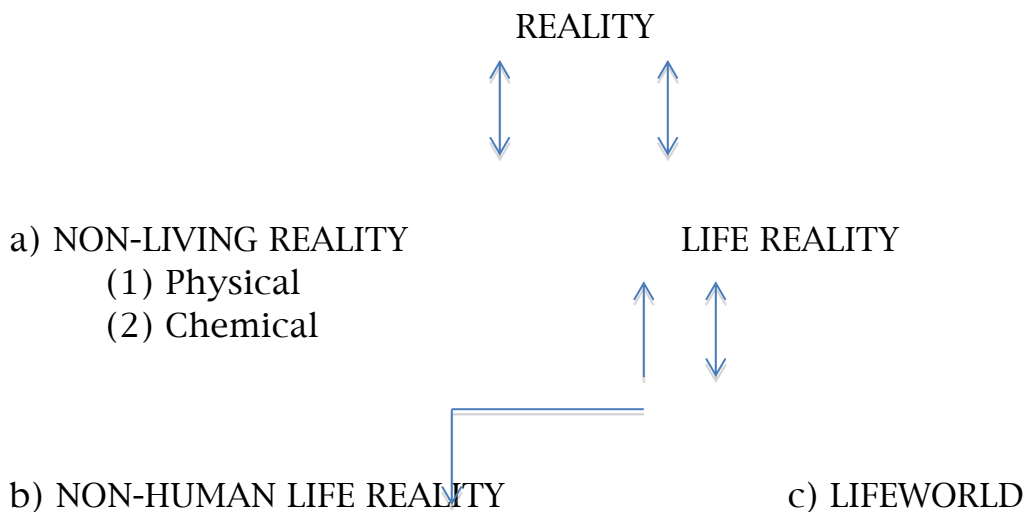 REALITY
a) NON-LIVING REALITY LIFE REALITY
(1) Physical
(2) Chemical
b) NON-HUMAN LIFE REALITY c) LIFEWORLD